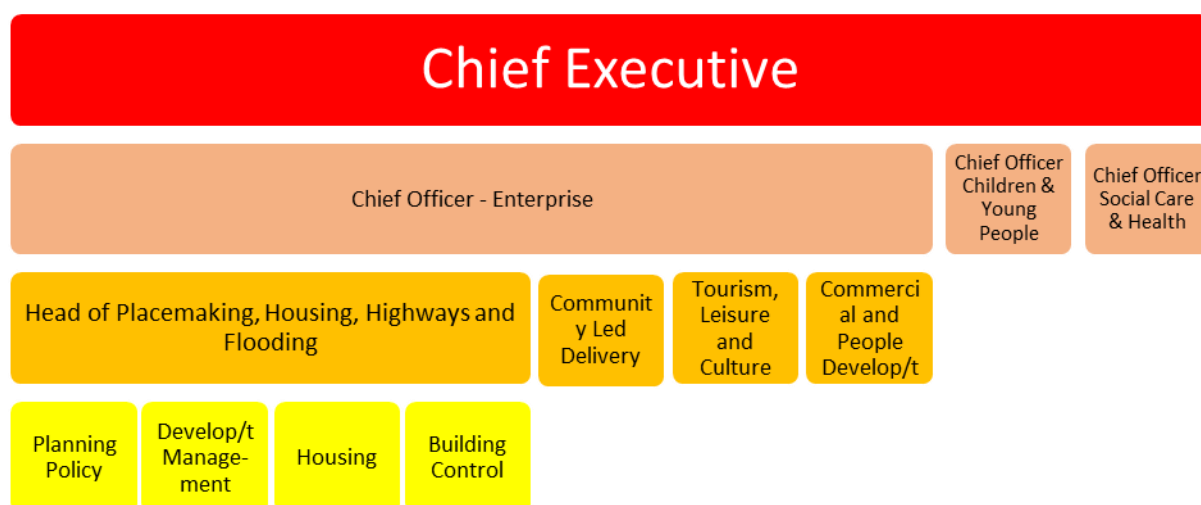 Chief Executive
Chief Officer - Enterprise
Chief Officer
Children &
Young
People
Chief Officer
Social Care
& Health
Head of Placemaking, Housing, Highways and
Flooding
Communit
y Led
Delivery
Tourism,
Leisure
and
Culture
Commerci
al and
People
Develop/t
Planning
Policy
Develop/t
Manage-
ment
Housing
Building
Control